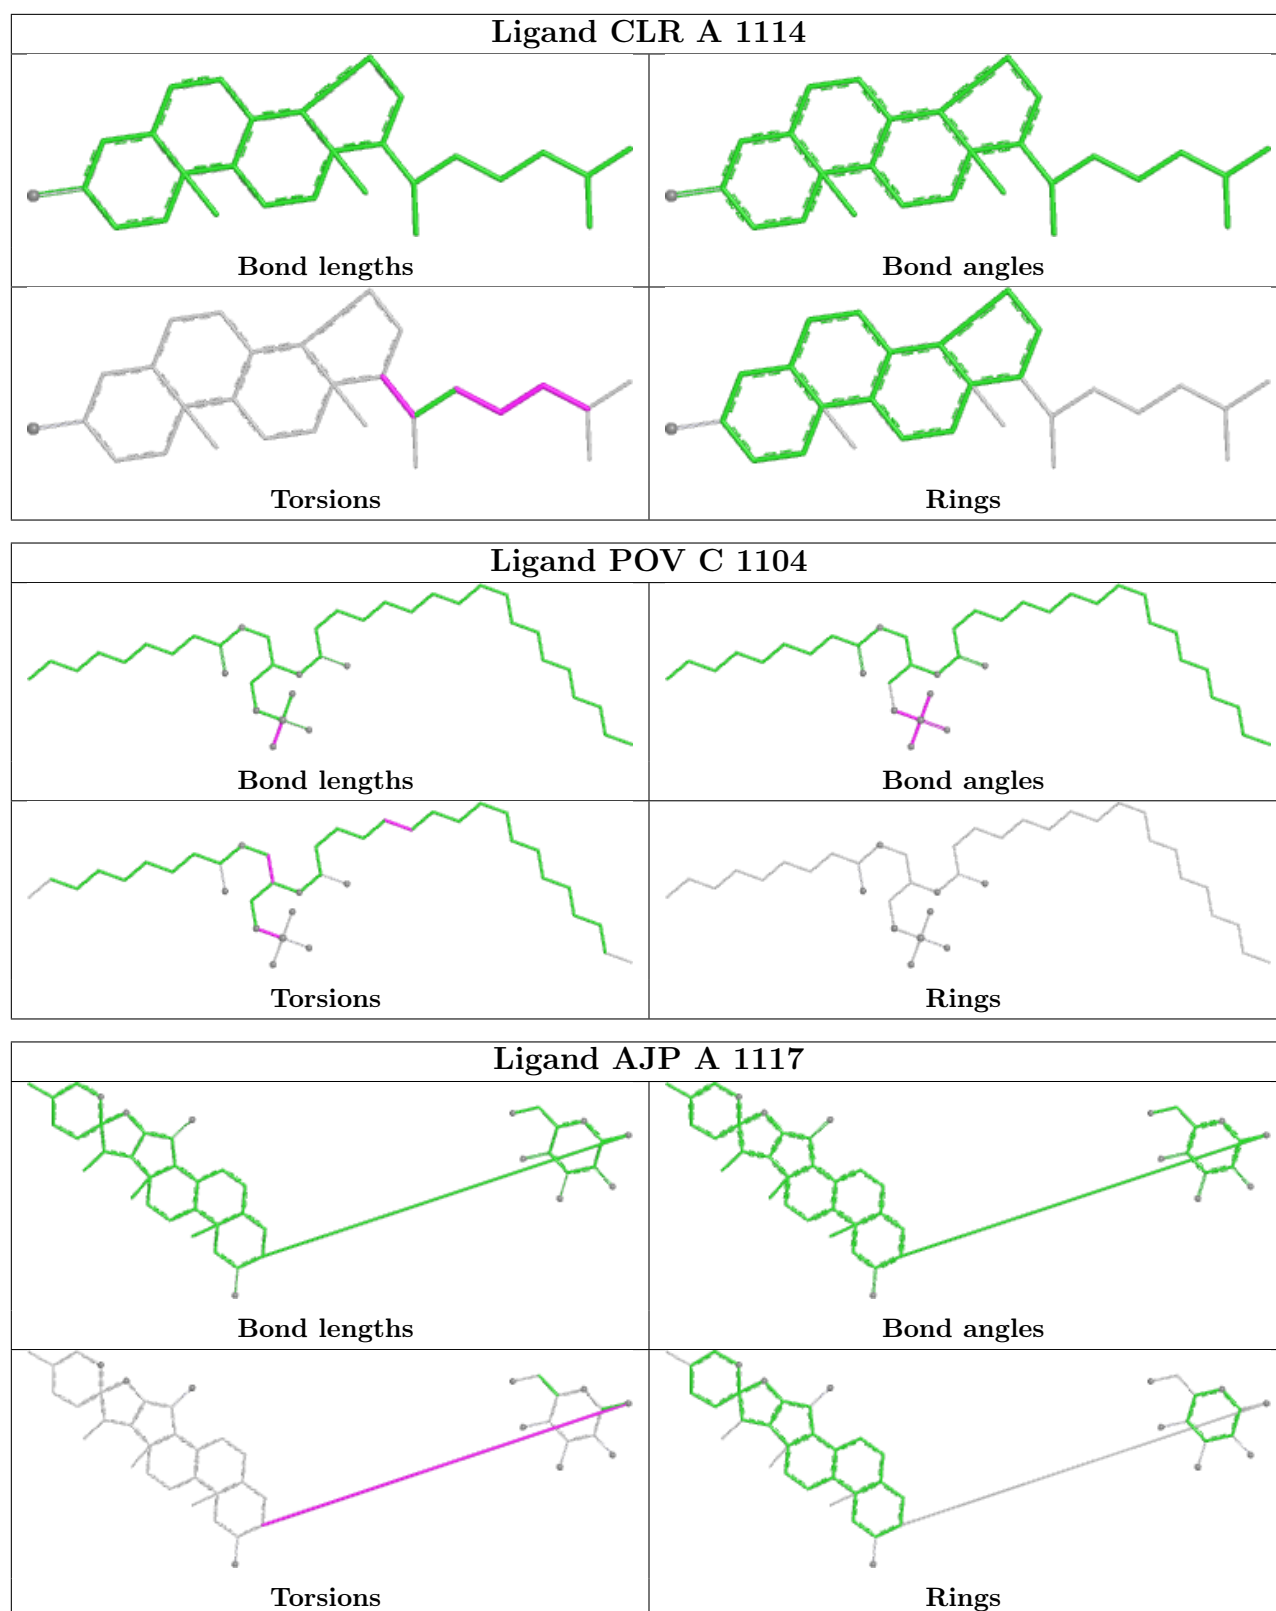 Ligand CLR A 1114
Bond lengths
Bond angles
Torsions
Rings
Ligand POV C 1104
Bond lengths
Bond angles
Torsions
Rings
Ligand AJP A 1117
Bond lengths
Bond angles
Torsions
Rings